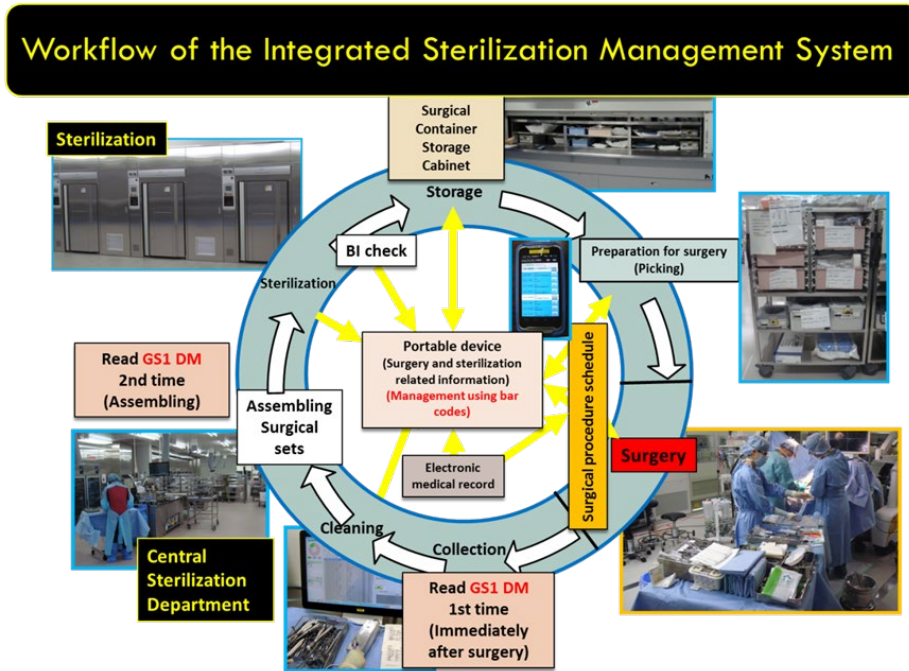 Workflow of the Integrated Sterilization Management System
Surgical
Container
Storage
Cabinet
Storage
Sterilization
BI check
Preparation for surgery
(Picking)
Sterilization
Portable device
(Surgery and sterilization
related information)
(Management using bar
codes)
Surgical procedure schedule
Read GS1 DM
2nd time
(Assembling)
Assembling
Surgical
sets
Electronic
medical record
Surgery
Cleaning
Collection
Central
Sterilization
Department
Read GS1 DM
1st time
(Immediately
after surgery)